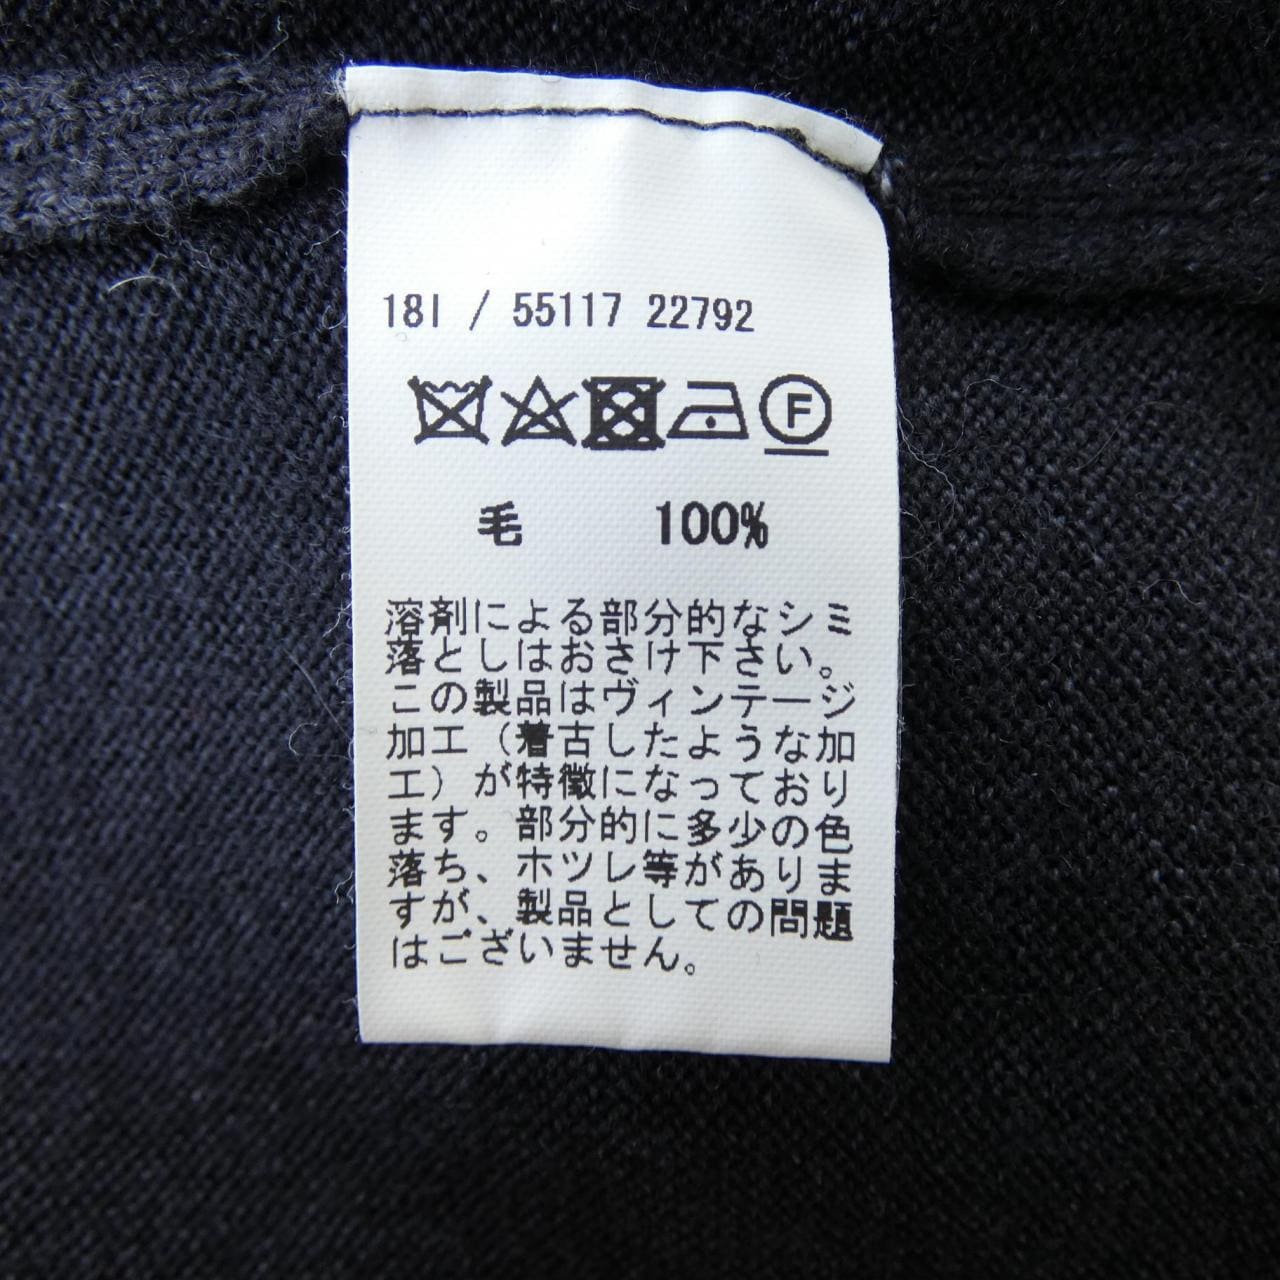 18I / 55117 22792
F
毛 100%
溶剤による部分的なシミ
落としはおさけ下さい。
この製品はヴィンテージ
加工（着古したような加
工）が特徴になっており
ます。部分的に多少の色
落ち、ホツレ等がありま
すが、製品としての問題
はございません。